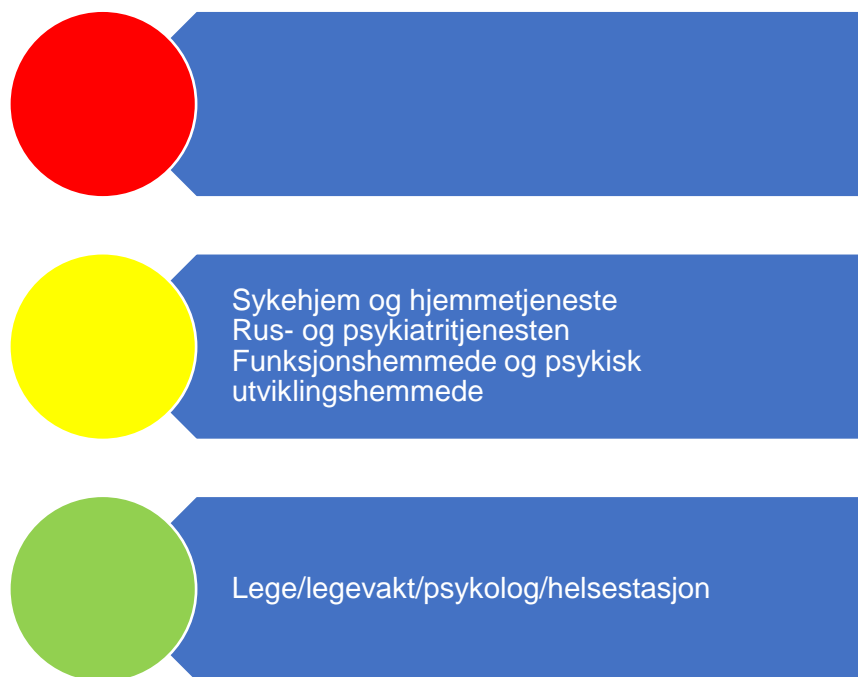 Sykehjem og hjemmetjeneste
Rus- og psykiatritjenesten
Funksjonshemmede og psykisk
utviklingshemmede
Lege/legevakt/psykolog/helsestasjon